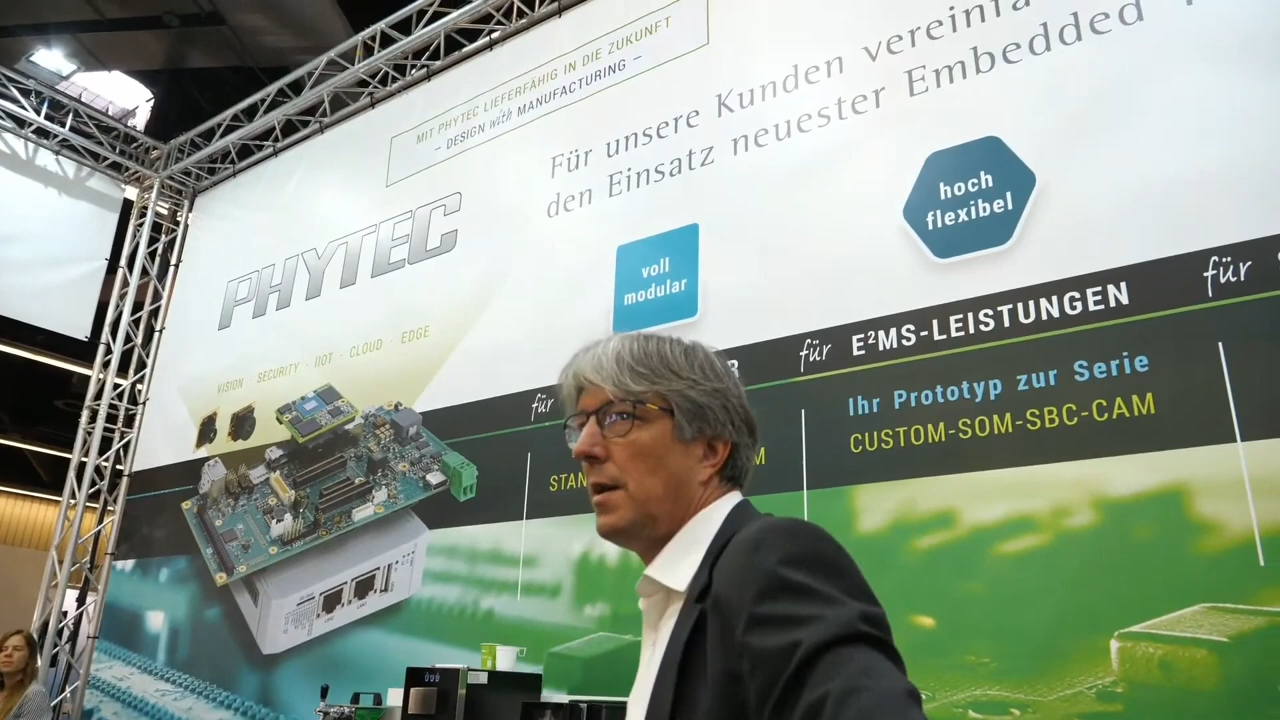 MIT PHYTEC LIEFERFÄHIG IN DIE ZUKUNFT
– DESIGN with MANUFACTURING –
Für unsere Kunden
den Einsatz neuester Embedded
PHYTEC
VISION · SECURITY · IIOT · CLOUD · EDGE
voll
modular
hoch
flexibel
für
für E²MS-LEISTUNGEN
für
Ihr Prototyp zur Serie
CUSTOM-SOM-SBC-CAM